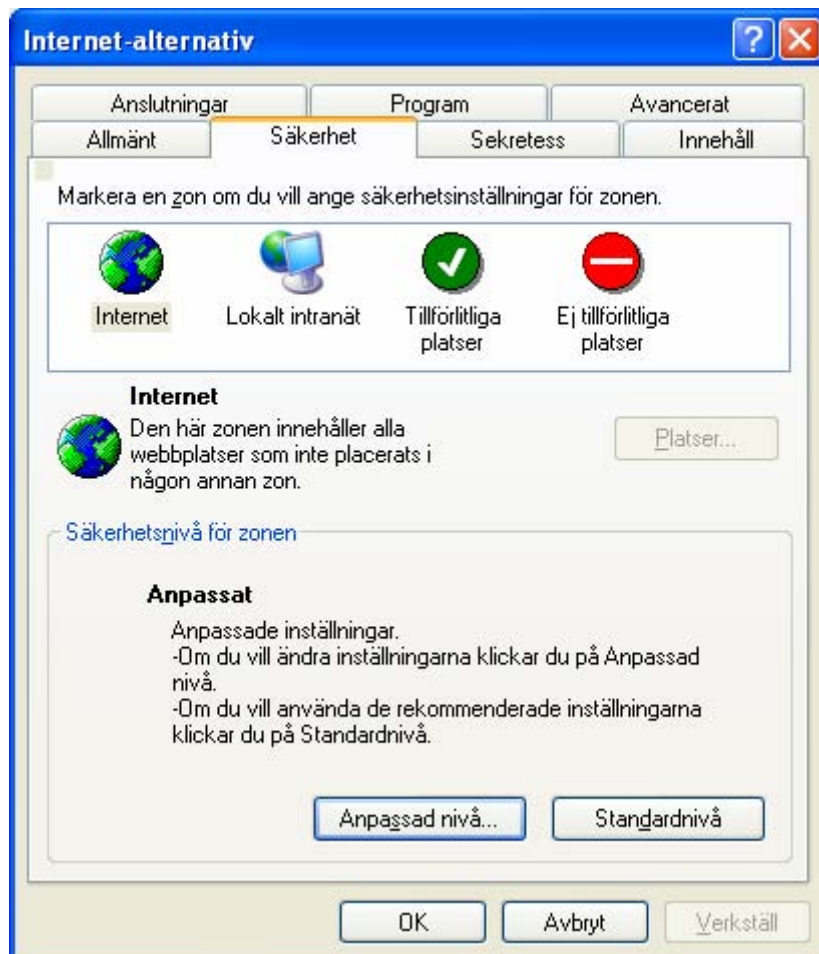 Internet-alternativ
Anslutningar Program Avancerat
Allmänt Säkerhet Sekretess Innehåll
Markera en zon om du vill ange säkerhetsinställningar för zonen.
Internet Lokalt intranät Tillförlitliga platser Ej tillförlitliga platser
Internet
Den här zonen innehåller alla
webbplatser som inte placerats i
någon annan zon.
Platser...
Säkerhetsnivå för zonen
Anpassat
Anpassade inställningar.
-Om du vill ändra inställningarna klickar du på Anpassad
nivå.
-Om du vill använda de rekommenderade inställningarna
klickar du på Standardnivå.
Anpassad nivå... Standardnivå
OK Avbryt Verkställ